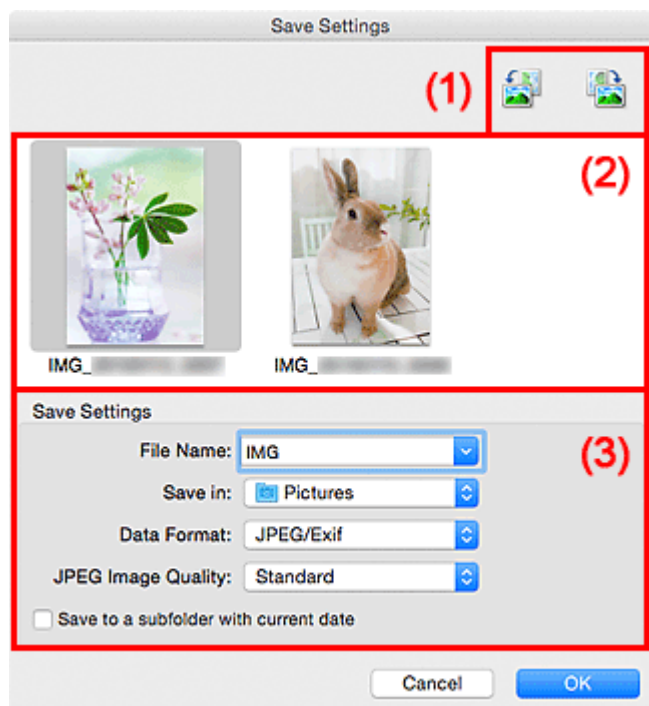 Save Settings
(1)
(2)
IMG_
IMG_
Save Settings
(3)
File Name: IMG
Save in: Pictures
Data Format: JPEG/Exif
JPEG Image Quality: Standard
Save to a subfolder with current date
Cancel OK